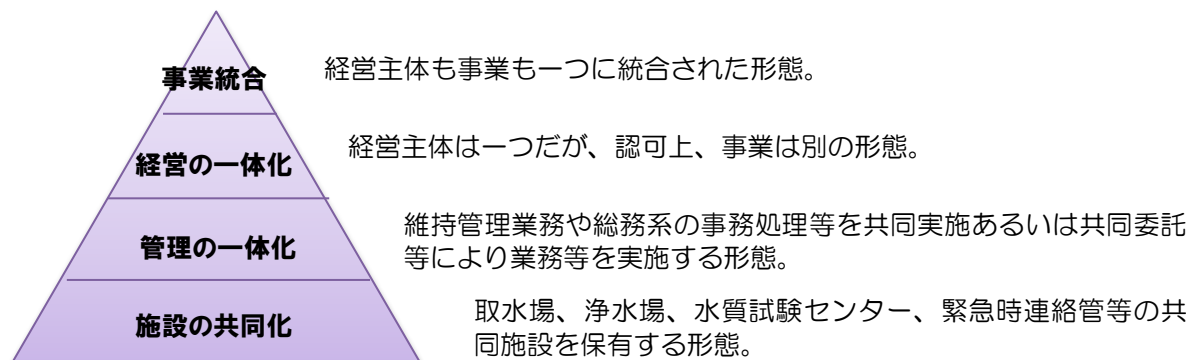 事業統合
経営主体も事業も一つに統合された形態。
経営の一体化
経営主体は一つだが、認可上、事業は別の形態。
管理の一体化
維持管理業務や総務系の事務処理等を共同実施あるいは共同委託
等により業務等を実施する形態。
施設の共同化
取水場、浄水場、水質試験センター、緊急時連絡管等の共
同施設を保有する形態。